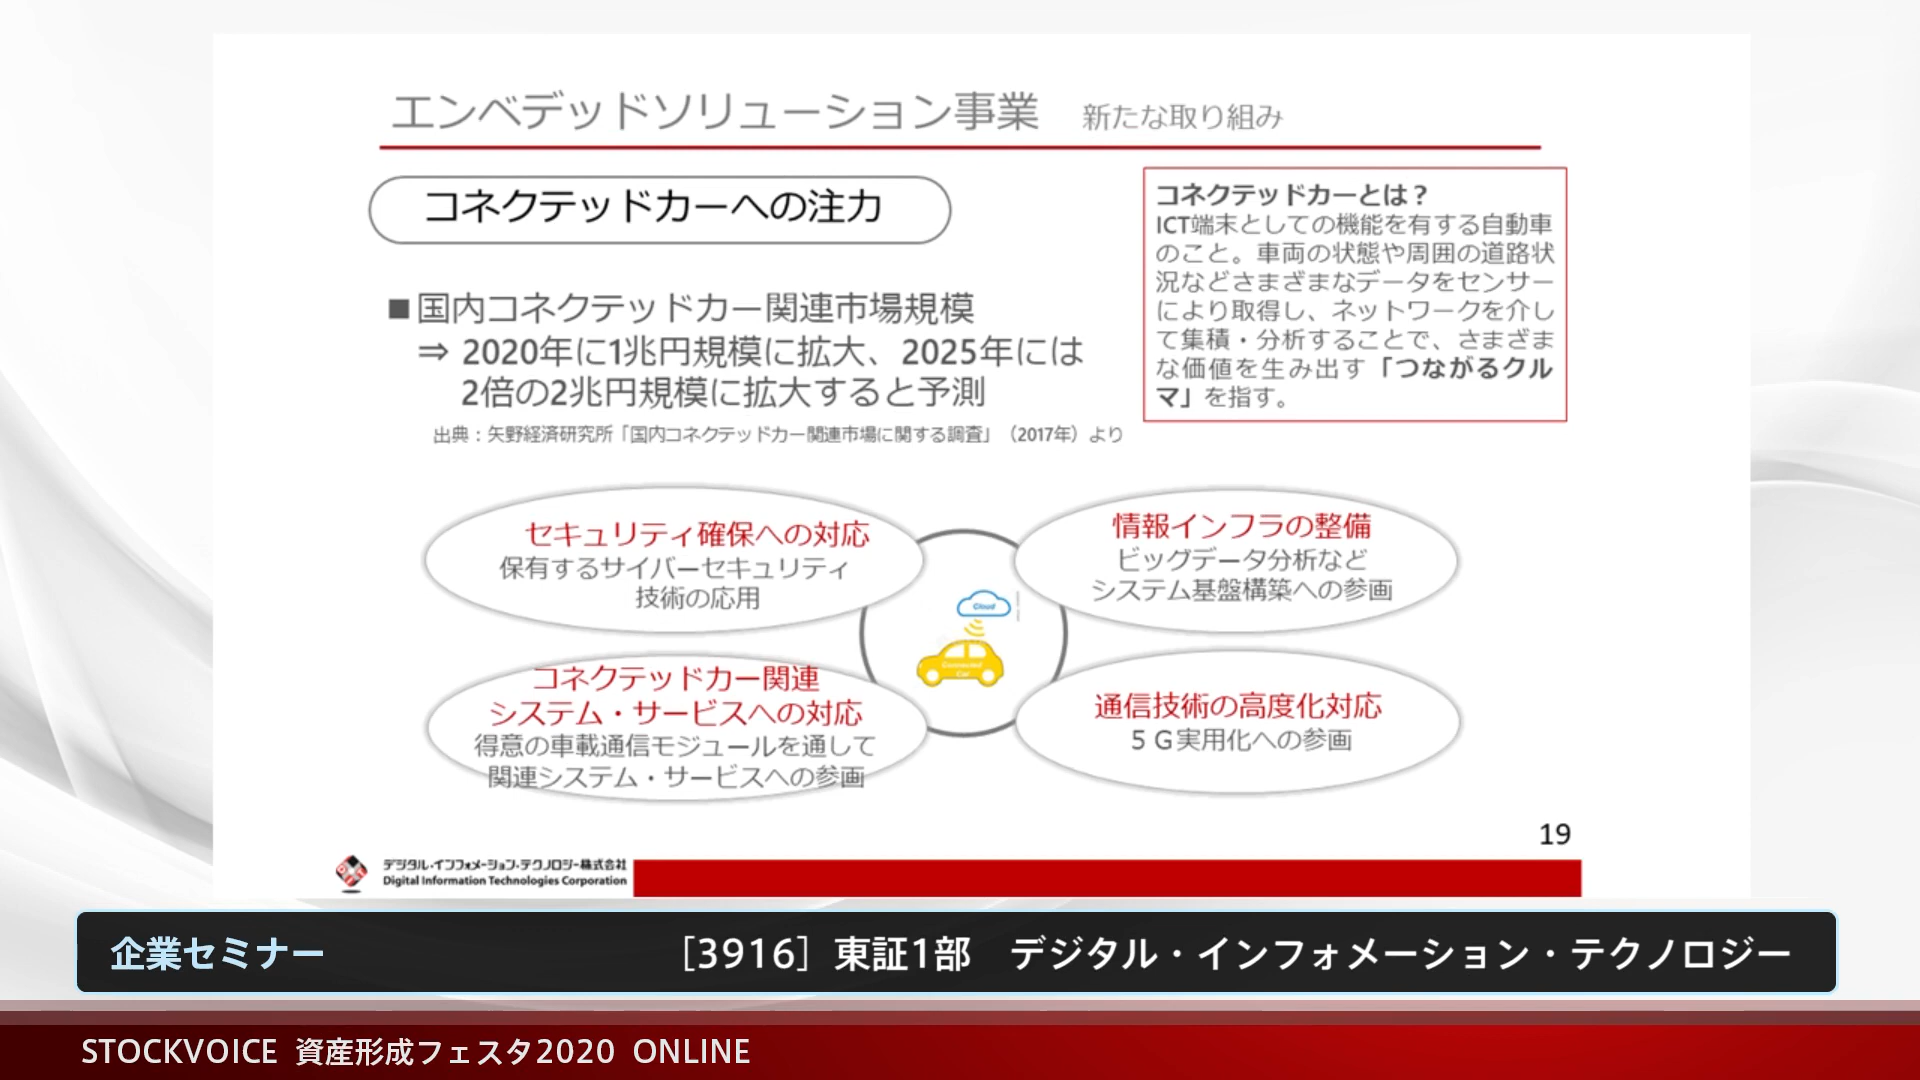 エンベデッドソリューション事業 新たな取り組み
コネクテッドカーへの注力
■国内コネクテッドカー関連市場規模
⇒ 2020年に1兆円規模に拡大、2025年には
2倍の2兆円規模に拡大すると予測
出典：矢野経済研究所「国内コネクテッドカー関連市場に関する調査」（2017年）より
コネクテッドカーとは？
ICT端末としての機能を有する自動車
のこと。車両の状態や周囲の道路状
況などさまざまなデータをセンサー
により取得し、ネットワークを介し
て集積・分析することで、さまざま
な価値を生み出す「つながるクル
マ」を指す。
セキュリティ確保への対応
保有するサイバーセキュリティ
技術の応用
情報インフラの整備
ビッグデータ分析など
システム基盤構築への参画
Cloud
Connected
Car
コネクテッドカー関連
システム・サービスへの対応
得意の車載通信モジュールを通して
関連システム・サービスへの参画
通信技術の高度化対応
５Ｇ実用化への参画
19
デジタル・インフォメーション・テクノロジー株式会社
Digital Information Technologies Corporation
企業セミナー
［3916］東証1部　デジタル・インフォメーション・テクノロジー
STOCKVOICE 資産形成フェスタ2020 ONLINE